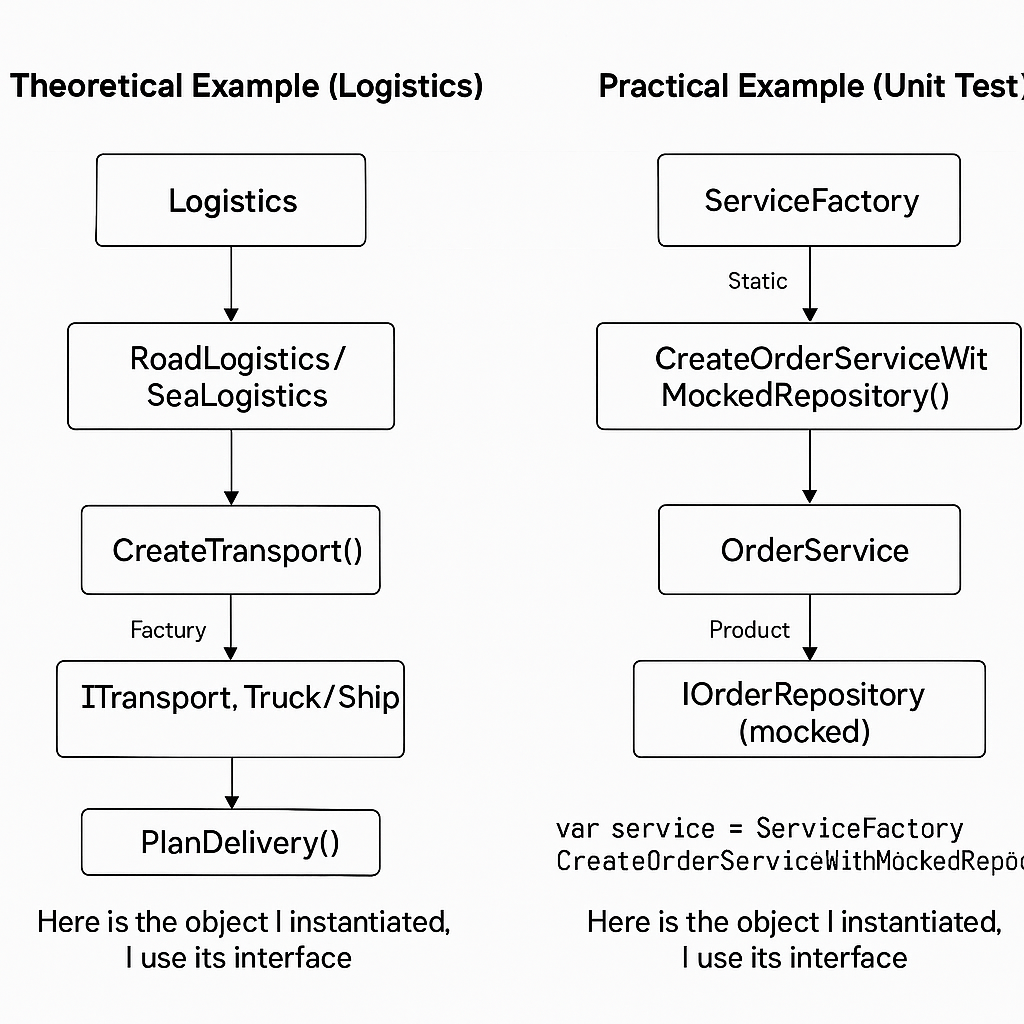 Theoretical Example (Logistics)
Logistics
RoadLogistics/
SeaLogistics
CreateTransport()
Factury
ITransport, Truck/Ship
PlanDelivery()
Here is the object I instantiated,
I use its interface
Practical Example (Unit Test)
ServiceFactory
Static
CreateOrderServiceWit
MockedRepository()
OrderService
Product
IOrderRepository
(mocked)
var service = ServiceFactory
CreateOrderServiceWithMockedRepo
Here is the object I instantiated,
I use its interface